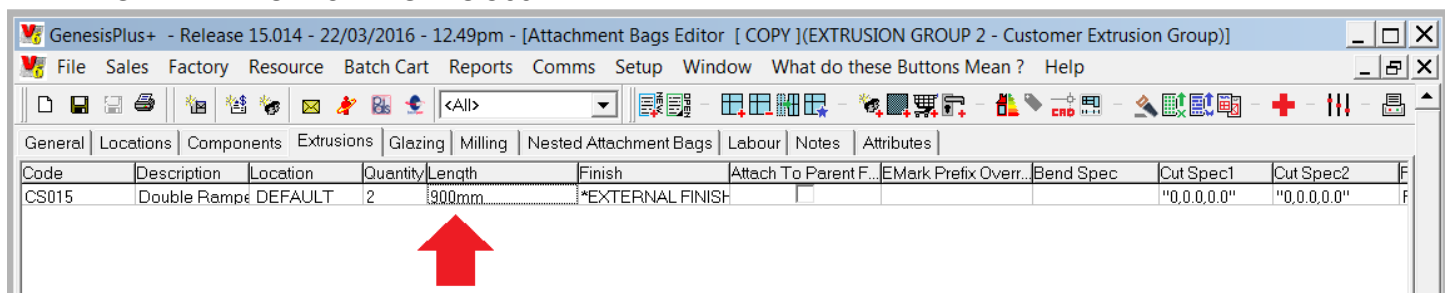 GenesisPlus+ - Release 15.014 - 22/03/2016 - 12.49pm - [Attachment Bags Editor [ COPY ](EXTRUSION GROUP 2 - Customer Extrusion Group)]
File Sales Factory Resource Batch Cart Reports Comms Setup Window What do these Buttons Mean ? Help
<All> CAD
General Locations Components Extrusions Glazing Milling Nested Attachment Bags Labour Notes Attributes
Code Description Location Quantity Length Finish Attach To Parent F... EMark Prefix Overr... Bend Spec Cut Spec1 Cut Spec2 F
CS015 Double Rampe DEFAULT 2 900mm *EXTERNAL FINISH "0,0.0,0.0" "0,0.0,0.0" F